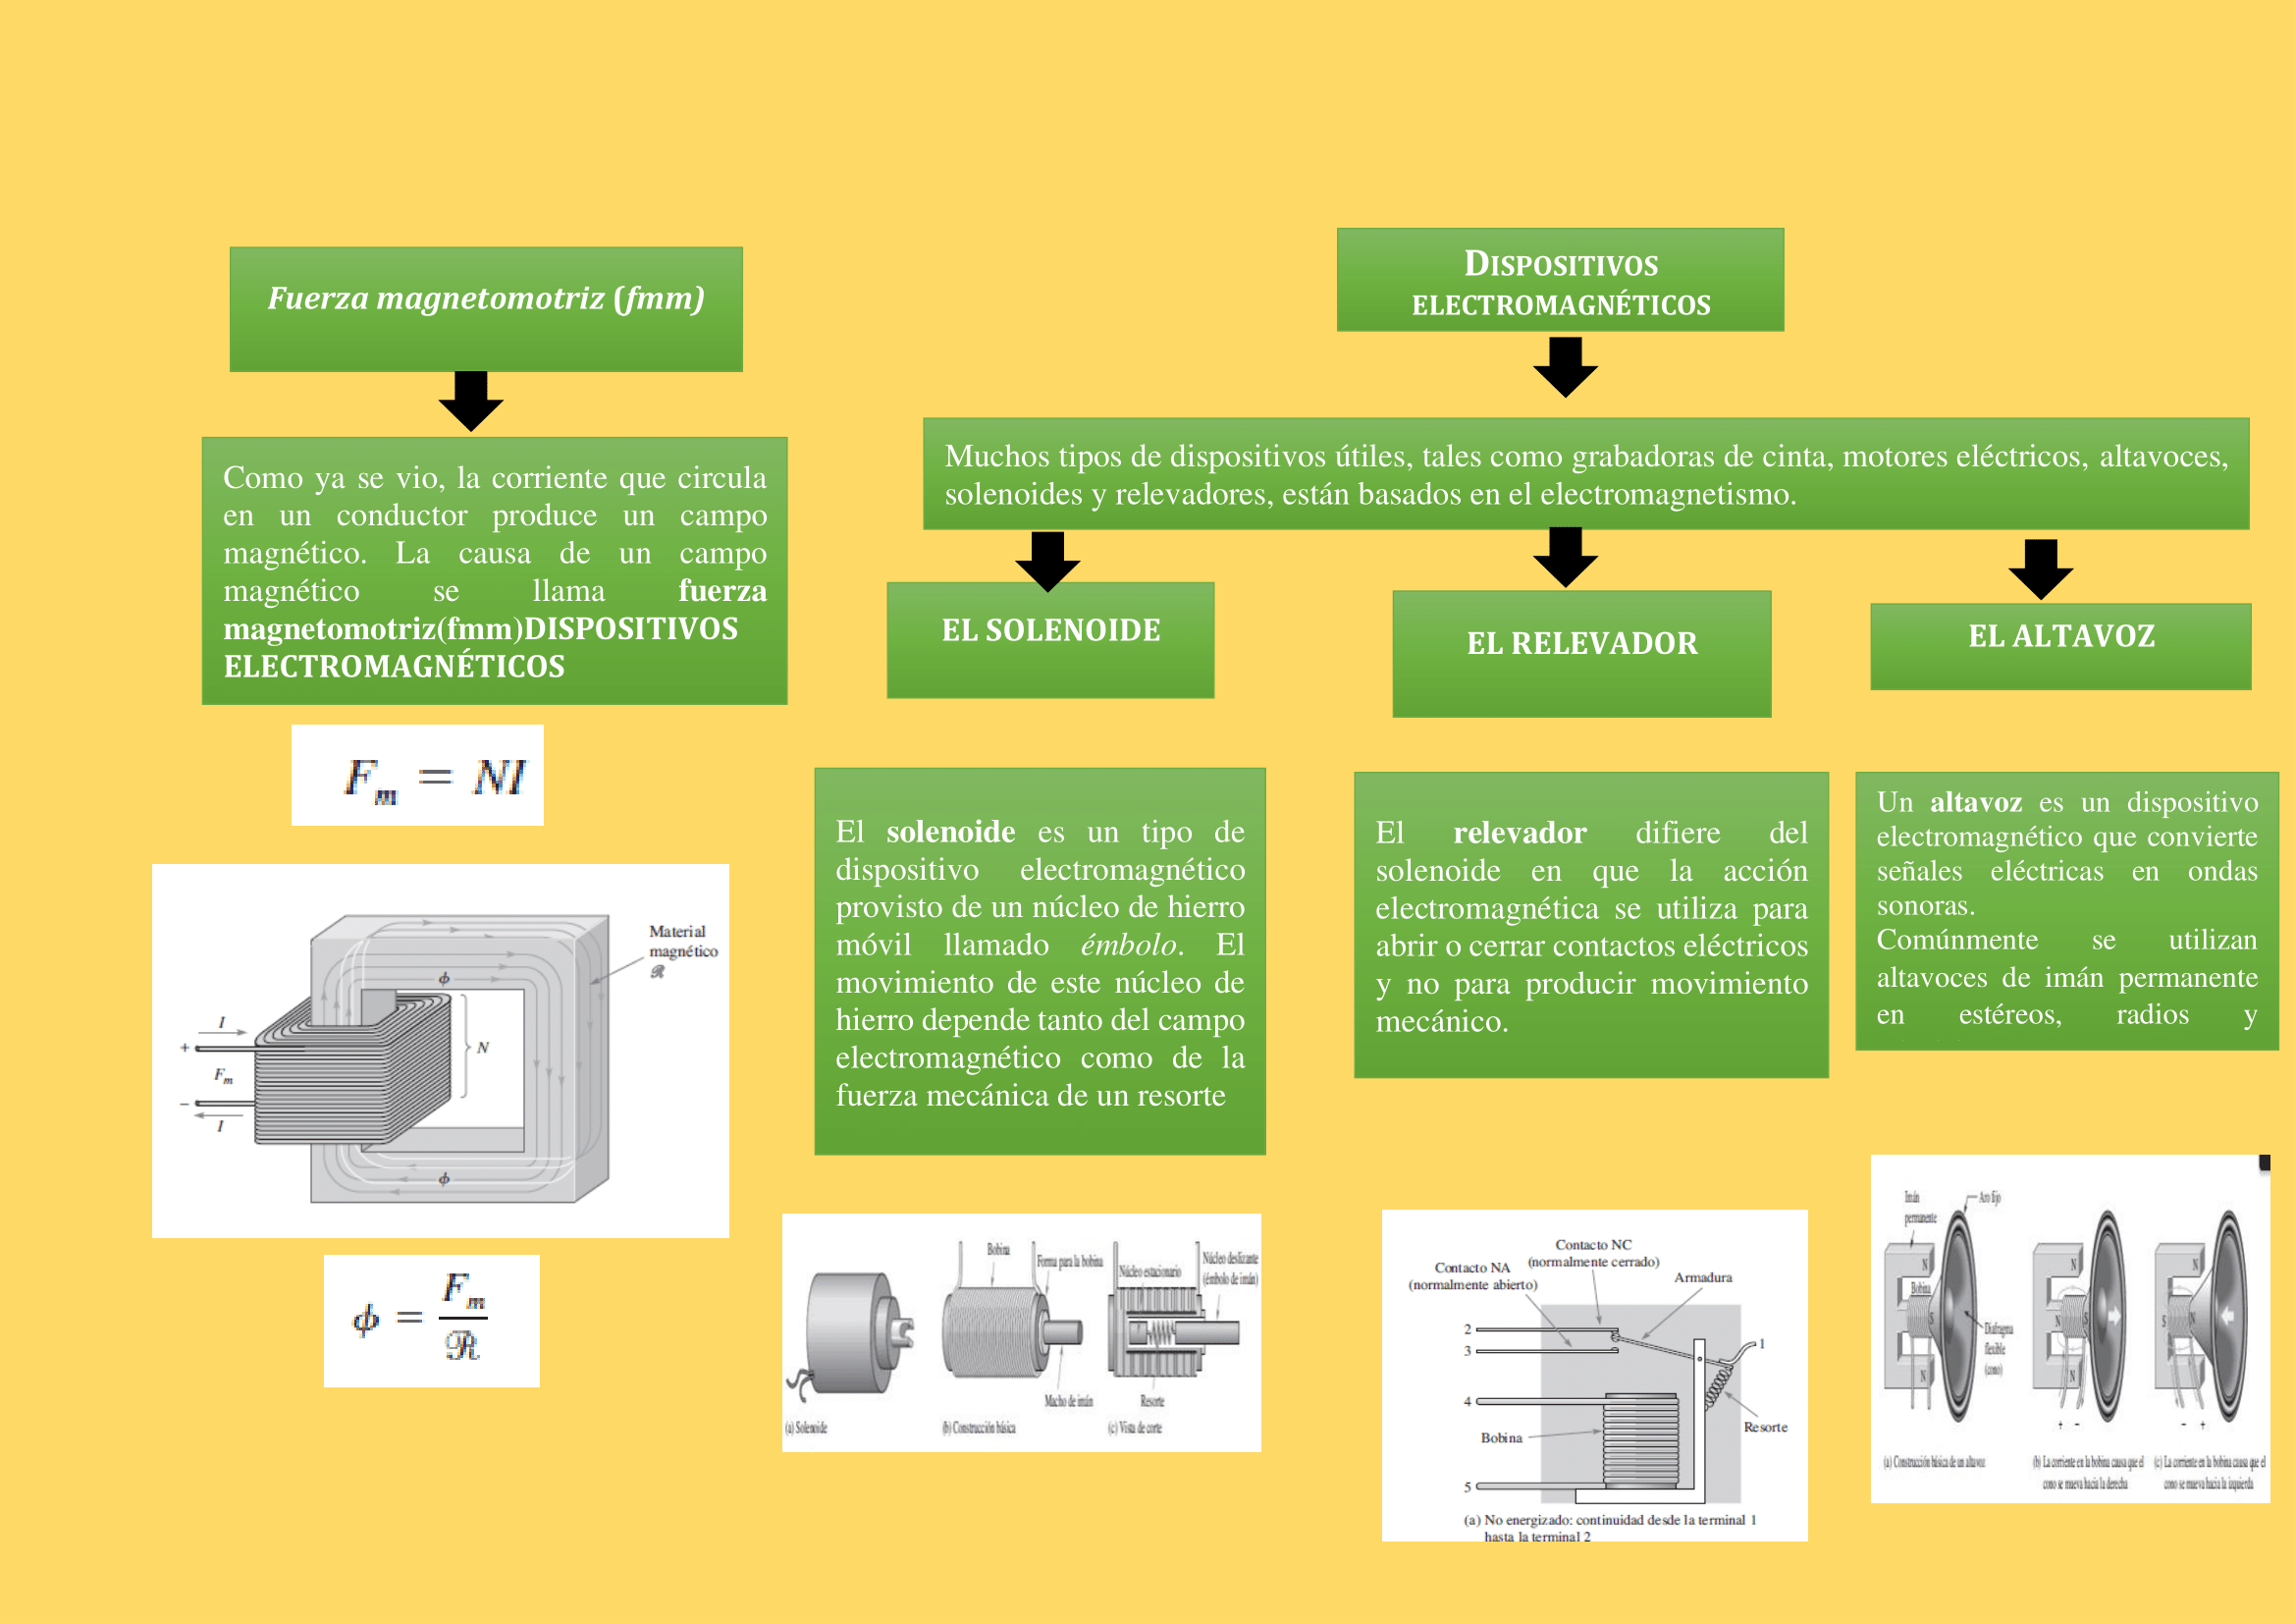 Fuerza magnetomotriz (fmm)
Como ya se vio, la corriente que circula
en un conductor produce un campo
magnético. La causa de un campo
magnético se llama fuerza
magnetomotriz(fmm)DISPOSITIVOS
ELECTROMAGNÉTICOS
Fm = NI
Material
magnético
ℛ
ϕ
I
+
N
Fm
−
I
ϕ
ϕ = Fm / ℛ
DISPOSITIVOS
ELECTROMAGNÉTICOS
Muchos tipos de dispositivos útiles, tales como grabadoras de cinta, motores eléctricos, altavoces,
solenoides y relevadores, están basados en el electromagnetismo.
EL SOLENOIDE
El solenoide es un tipo de
dispositivo electromagnético
provisto de un núcleo de hierro
móvil llamado émbolo. El
movimiento de este núcleo de
hierro depende tanto del campo
electromagnético como de la
fuerza mecánica de un resorte
Bobina
Forma para la bobina
Núcleo estacionario
Núcleo deslizante
(émbolo de imán)
Macho de imán
Resorte
(a) Solenoide
(b) Construcción básica
(c) Vista de corte
EL RELEVADOR
El relevador difiere del
solenoide en que la acción
electromagnética se utiliza para
abrir o cerrar contactos eléctricos
y no para producir movimiento
mecánico.
Contacto NC
(normalmente cerrado)
Contacto NA
(normalmente abierto)
Armadura
2
3
1
4
Resorte
Bobina
5
(a) No energizado: continuidad desde la terminal 1
hasta la terminal 2
EL ALTAVOZ
Un altavoz es un dispositivo
electromagnético que convierte
señales eléctricas en ondas
sonoras.
Comúnmente se utilizan
altavoces de imán permanente
en estéreos, radios y
Imán
permanente
Aro fijo
N
Bobina
S
N
Diafragma
flexible
(cono)
N
N S
N
+ −
N
S N
N
− +
(a) Construcción básica de un altavoz
(b) La corriente en la bobina causa que el
cono se mueva hacia la derecha
(c) La corriente en la bobina causa que el
cono se mueva hacia la izquierda